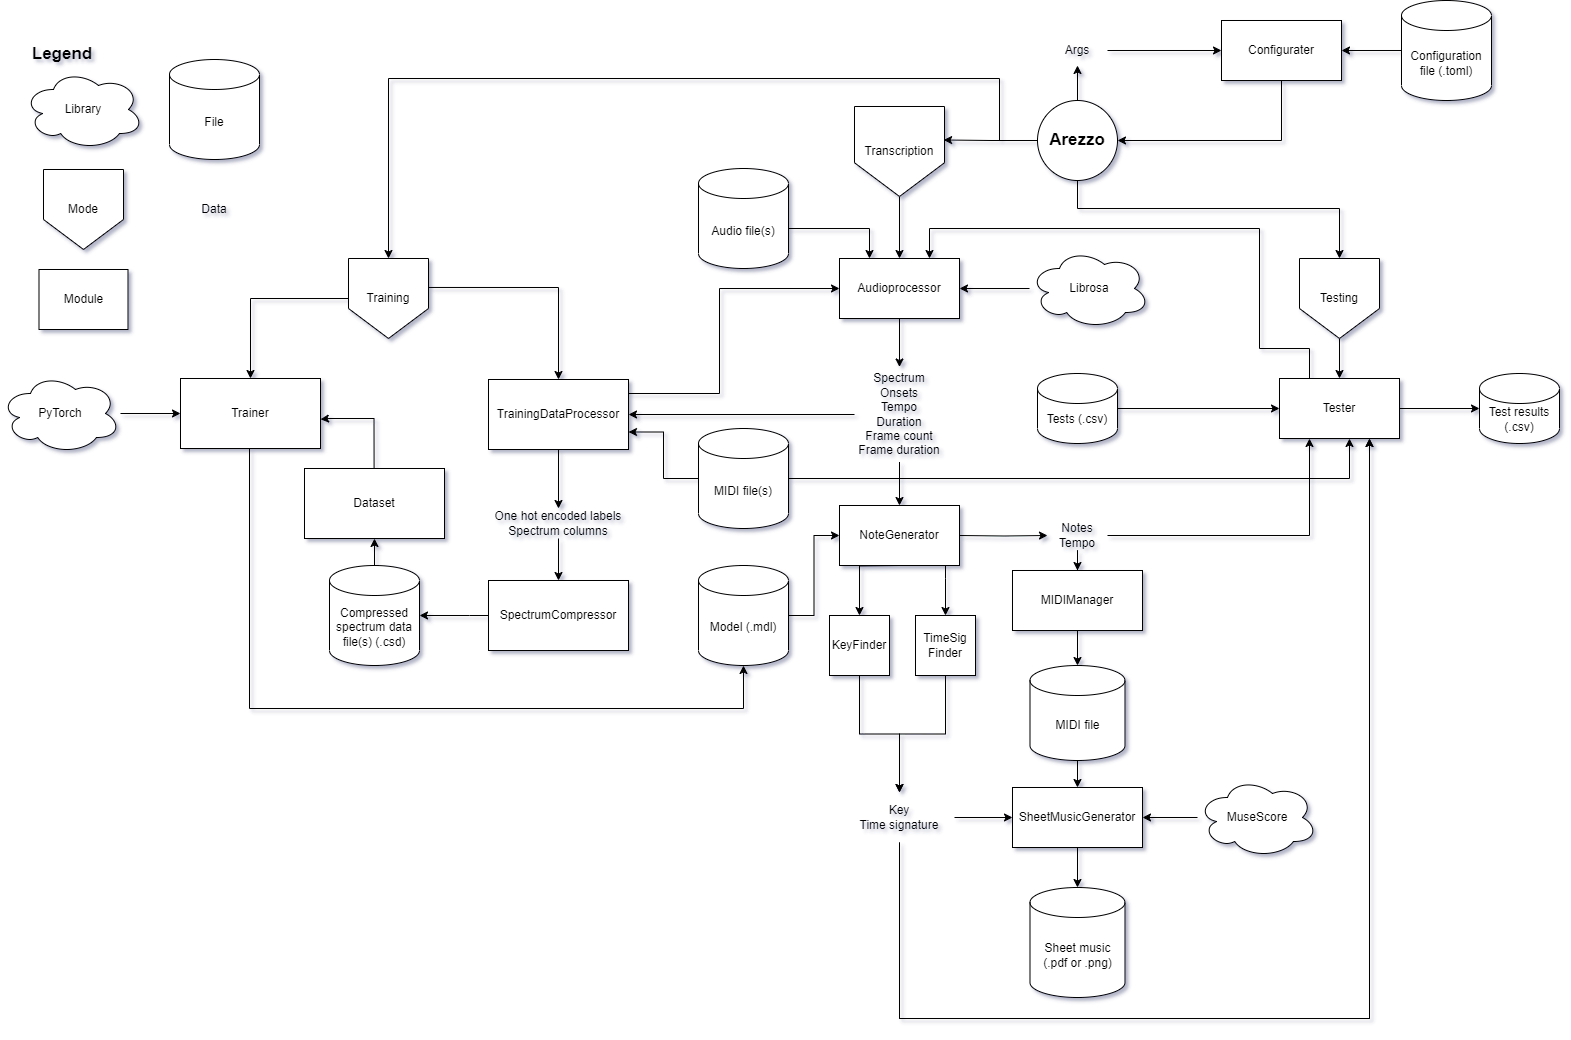 Legend
Library
File
Mode
Data
Module
Args
Configurater
Configuration
file (.toml)
Arezzo
Transcription
Audio file(s)
Training
Audioprocessor
Librosa
Testing
PyTorch
Trainer
TrainingDataProcessor
Spectrum
Onsets
Tempo
Duration
Frame count
Frame duration
Tests (.csv)
Tester
Test results
(.csv)
Dataset
MIDI file(s)
One hot encoded labels
Spectrum columns
NoteGenerator
Notes
Tempo
Compressed
spectrum data
file(s) (.csd)
SpectrumCompressor
Model (.mdl)
KeyFinder
TimeSig
Finder
MIDIManager
MIDI file
Key
Time signature
SheetMusicGenerator
MuseScore
Sheet music
(.pdf or .png)